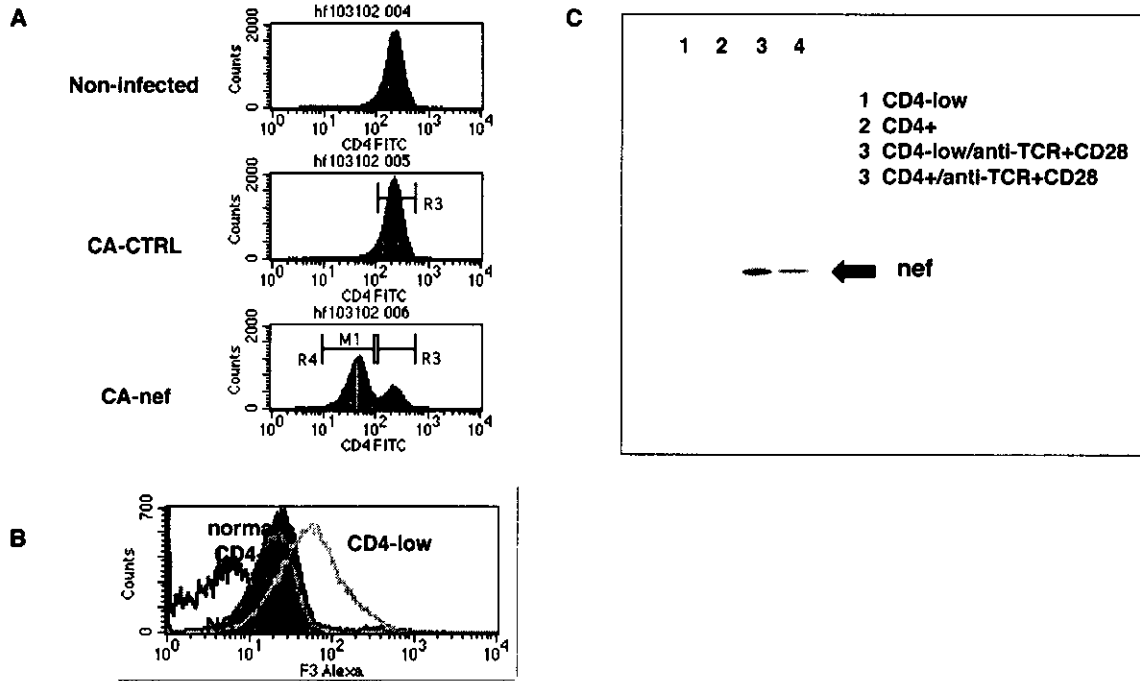 A
hf103102 004
Non-infected
Counts
2000
0
10^0 10^1 10^2 10^3 10^4
CD4 FITC
hf103102 005
CA-CTRL
Counts
2000
0
R3
10^0 10^1 10^2 10^3 10^4
CD4 FITC
hf103102 006
CA-nef
Counts
2000
0
R4
M1
R3
10^0 10^1 10^2 10^3 10^4
CD4 FITC
B
Counts
700
0
CD4-low
10^0 10^1 10^2 10^3 10^4
F3 Alexa
C
1 2 3 4
1 CD4-low
2 CD4+
3 CD4-low/anti-TCR+CD28
3 CD4+/anti-TCR+CD28
nef